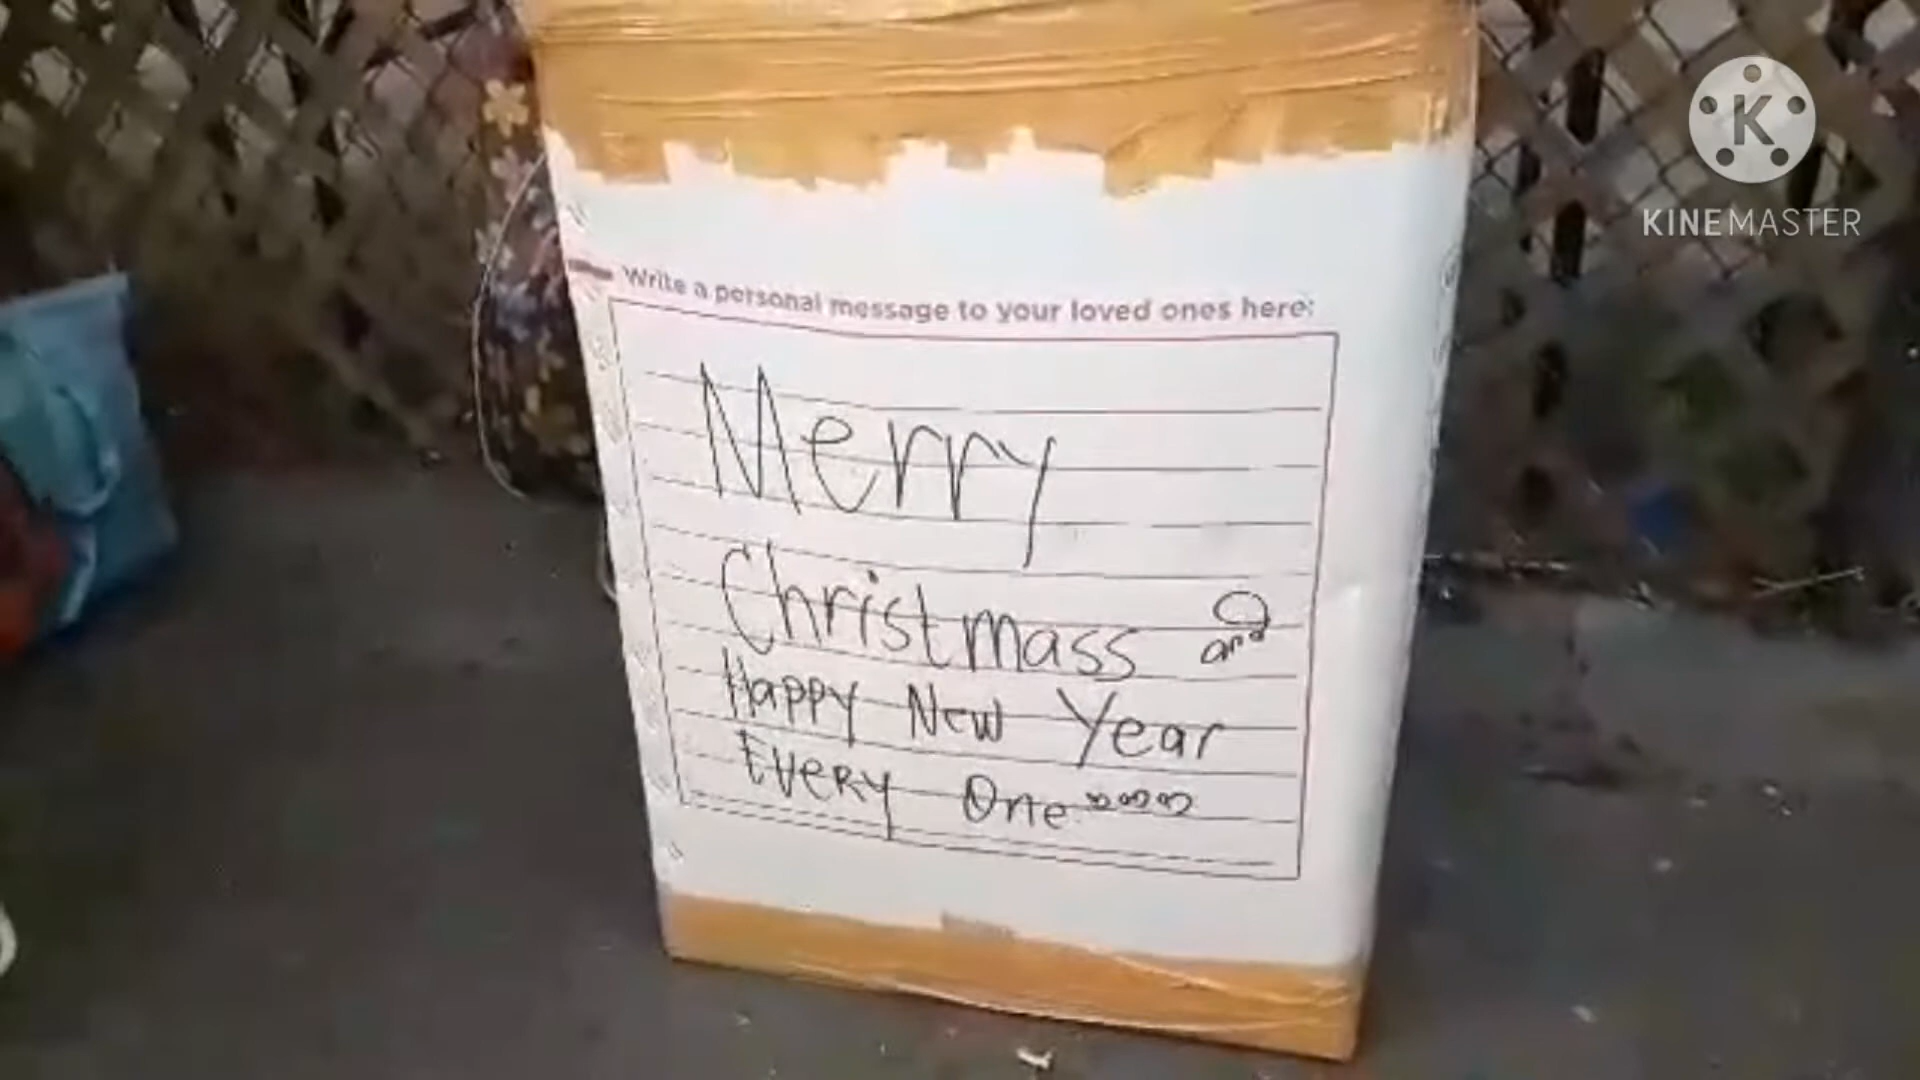 K
KINEMASTER
Write a personal message to your loved ones here:
Merry
Christmass and
Happy New Year
EVERY One